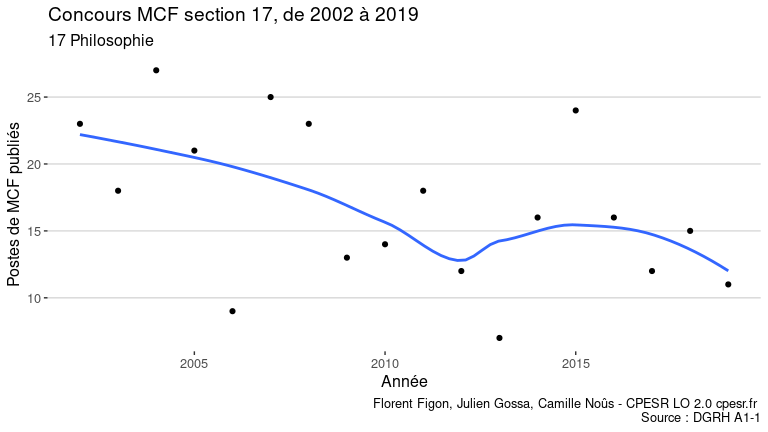 Concours MCF section 17, de 2002 à 2019
17 Philosophie
Postes de MCF publiés
25
20
15
10
2005
2010
2015
Année
Florent Figon, Julien Gossa, Camille Noûs - CPESR LO 2.0 cpesr.fr
Source : DGRH A1-1